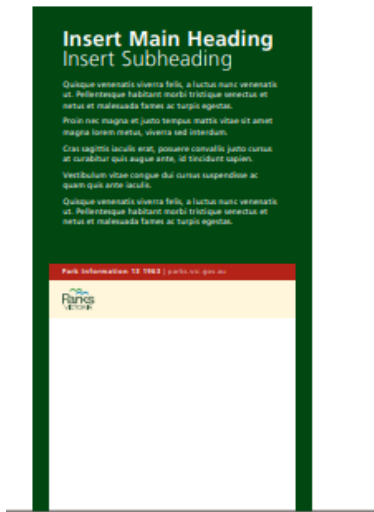 Insert Main Heading
Insert Subheading
Quisque venenatis viverra felis, a luctus nunc venenatis
ut. Pellentesque habitant morbi tristique senectus et
netus et malesuada fames ac turpis egestas.
Proin nec magna et justo tempus mattis vitae sit amet
magna lorem metus, viverra sed interdum.
Cras sagittis iaculis erat, posuere convallis justo cursus
at curabitur quis augue ante, id tincidunt sapien.
Vestibulum vitae congue dui cursus suspendisse ac
quam quis ante iaculis.
Quisque venenatis viverra felis, a luctus nunc venenatis
ut. Pellentesque habitant morbi tristique senectus et
netus et malesuada fames ac turpis egestas.
Park Information 13 1963 | parks.vic.gov.au
Parks
VICTORIA